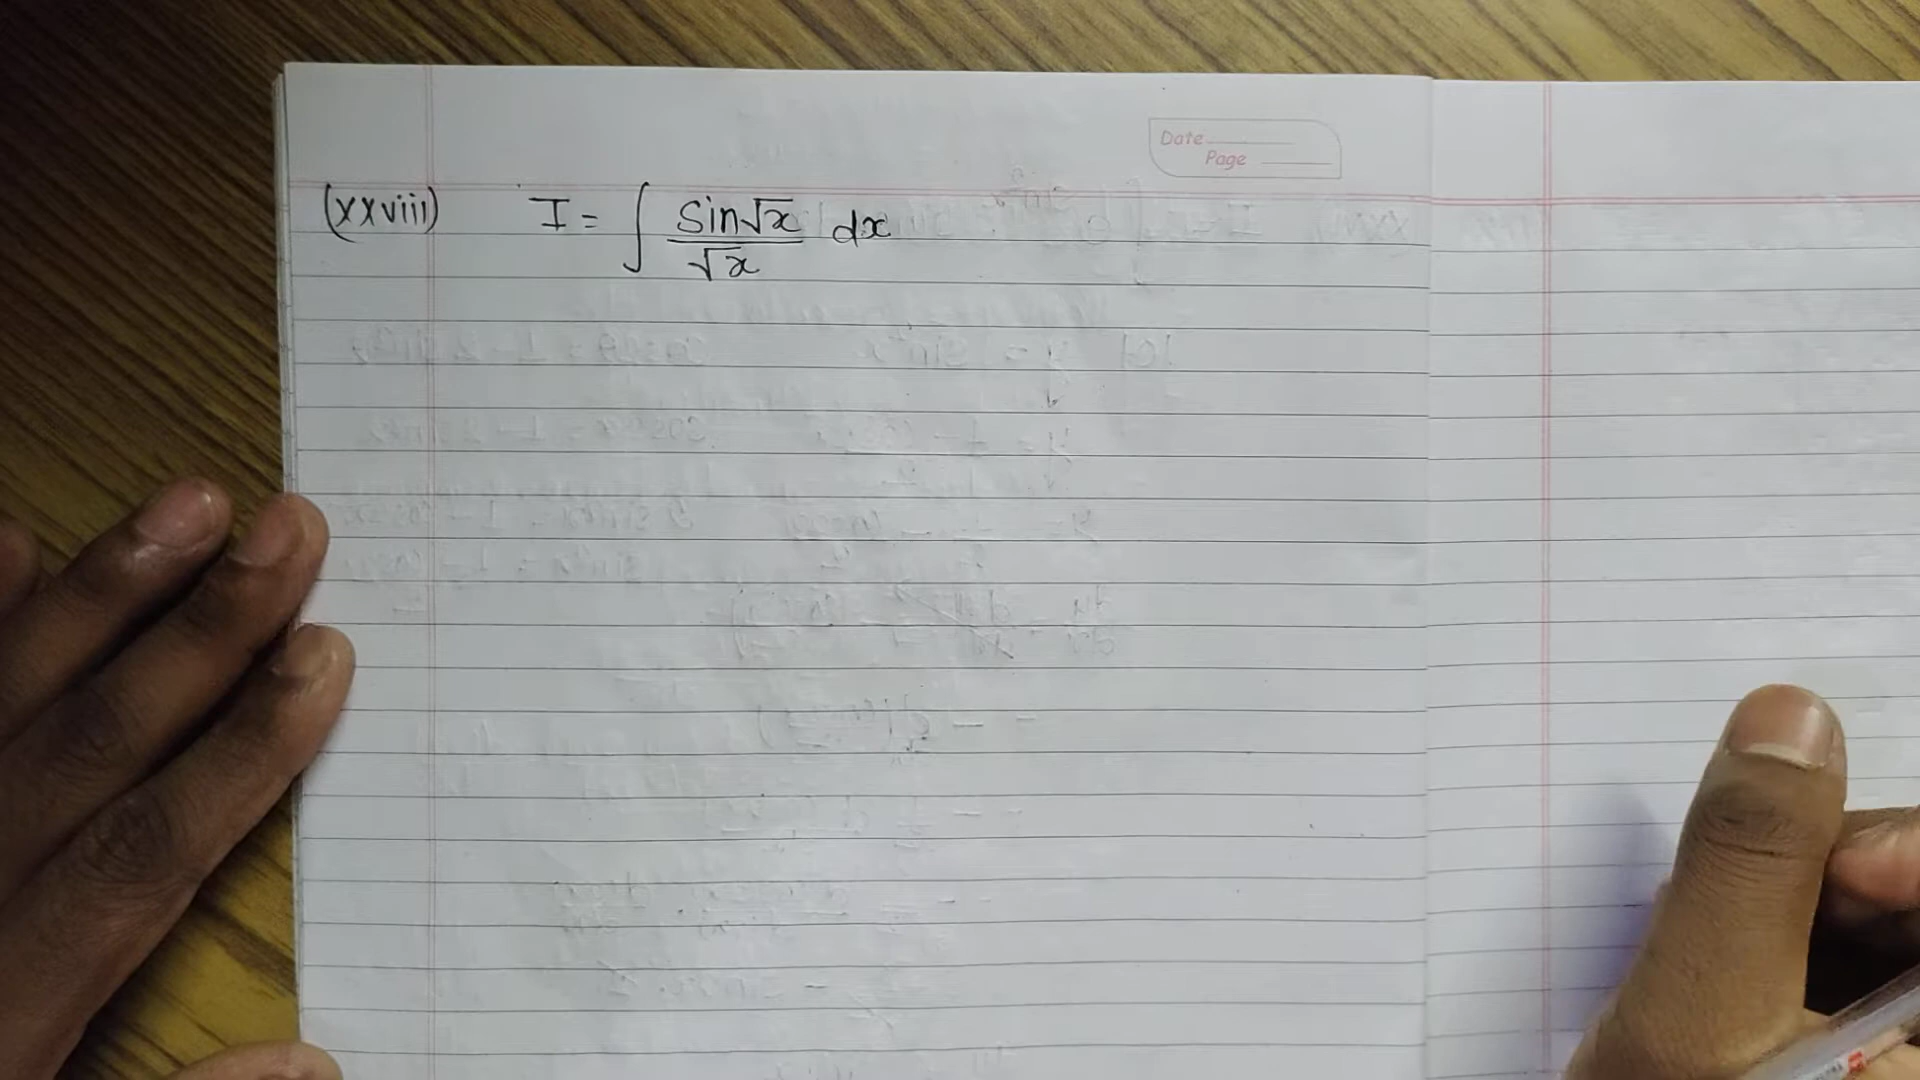 Date
Page
(xxviii) I = ∫ sin√x / √x dx